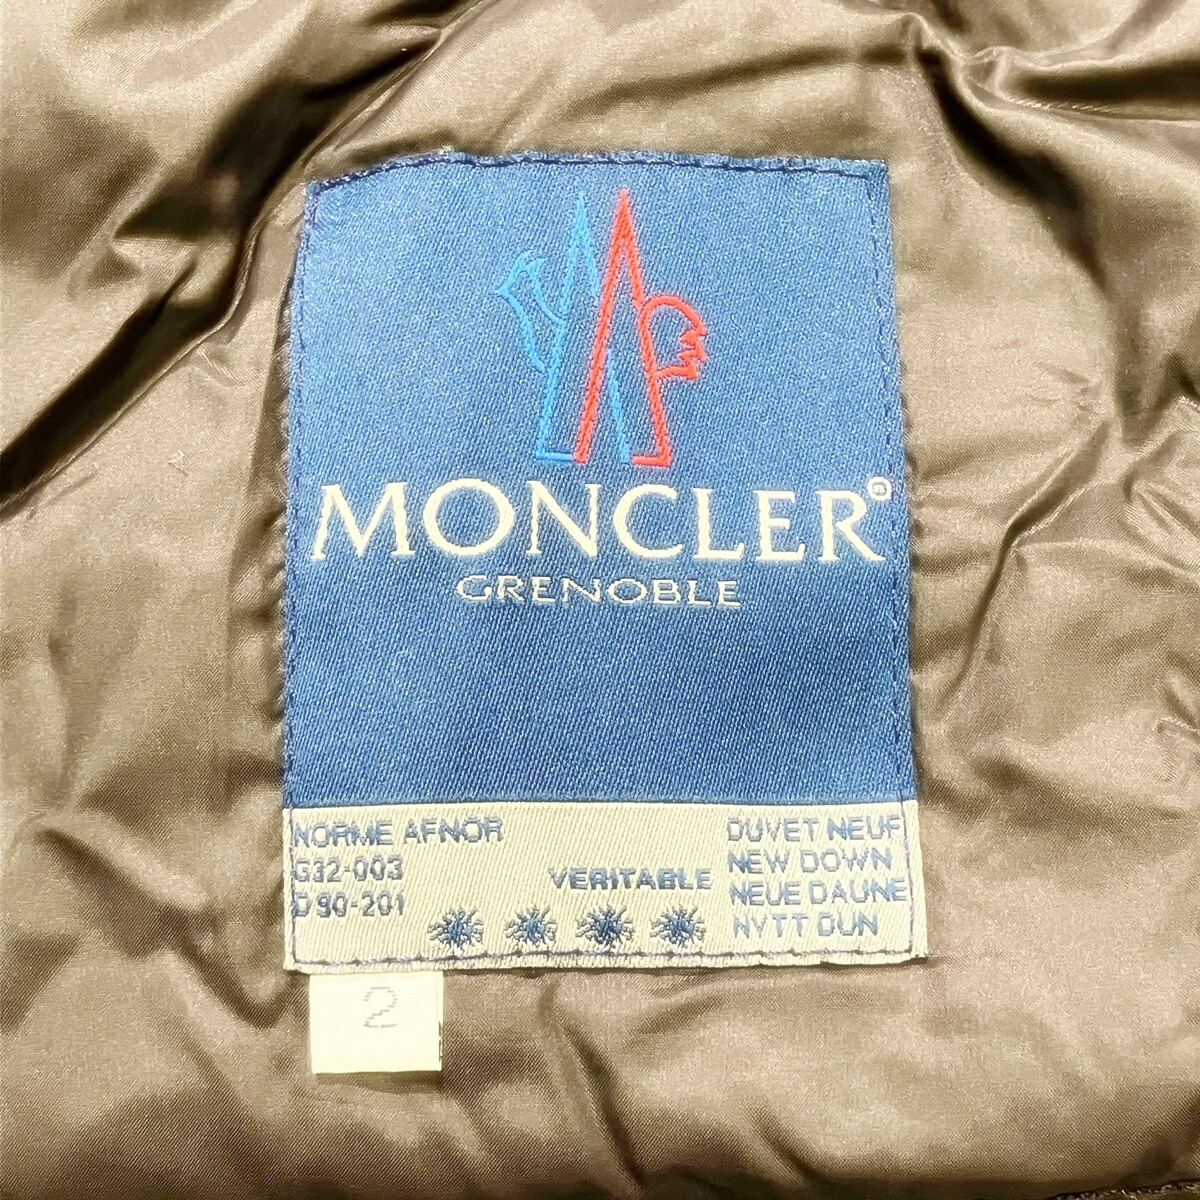 MONCLER®
GRENOBLE
NORME AFNOR
G32-003
D90-201
VERITABLE
DUVET NEUF
NEW DOWN
NEUE DAUNE
NYTT DUN
2